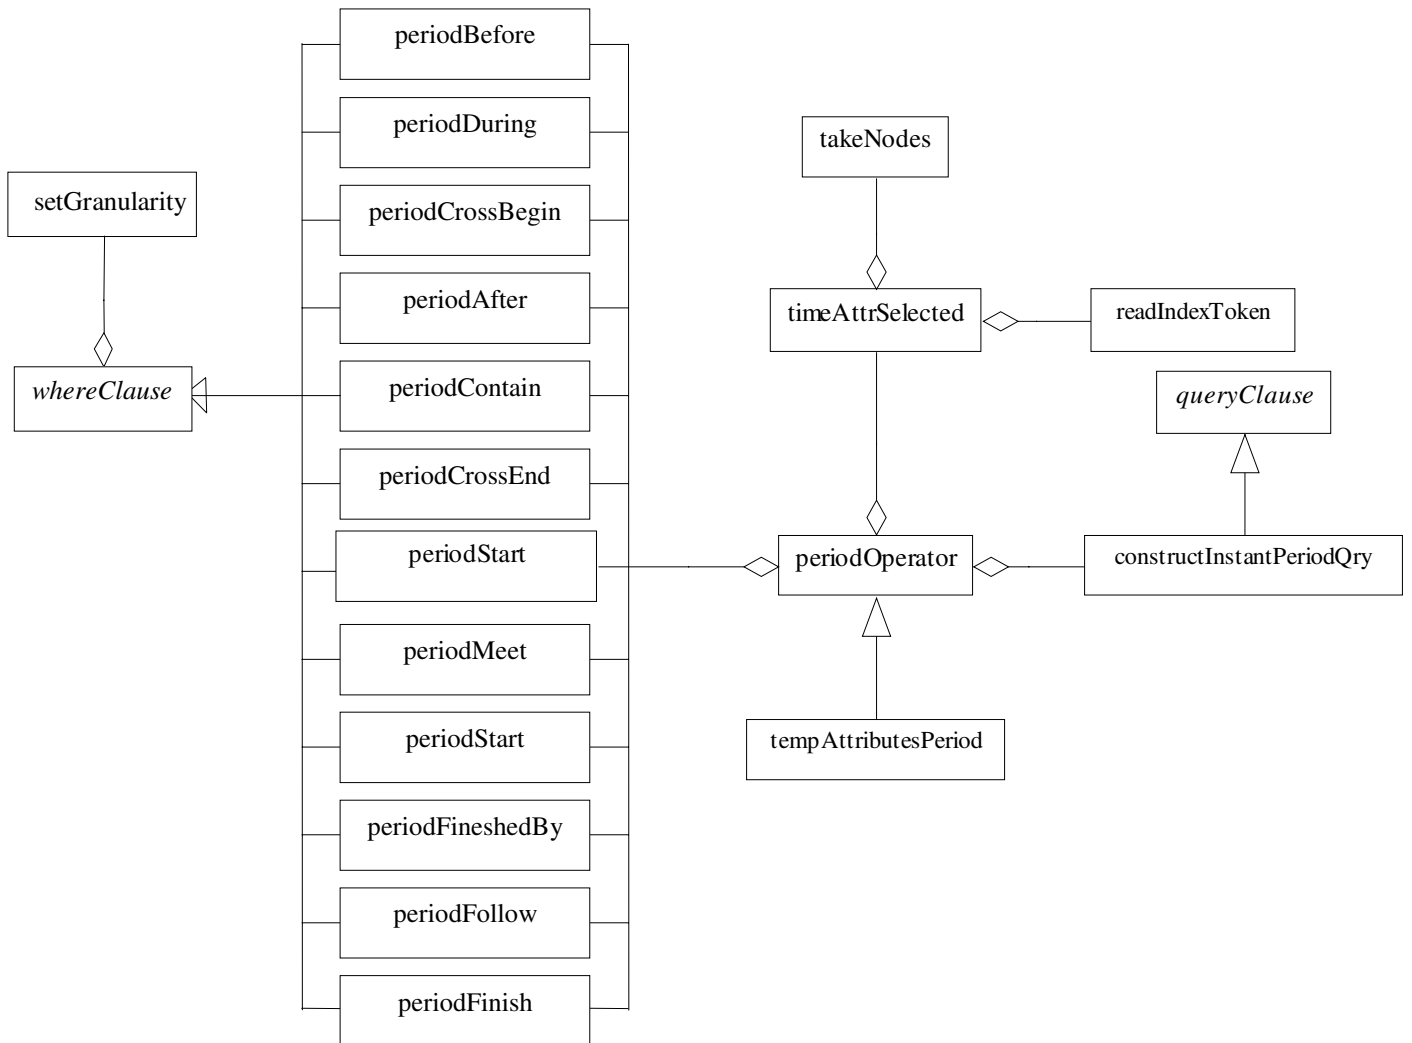 periodBefore
periodDuring
takeNodes
setGranularity
periodCrossBegin
periodAfter
timeAttrSelected
readIndexToken
whereClause
periodContain
queryClause
periodCrossEnd
periodStart
periodOperator
constructInstantPeriodQry
periodMeet
periodStart
tempAttributesPeriod
periodFineshedBy
periodFollow
periodFinish